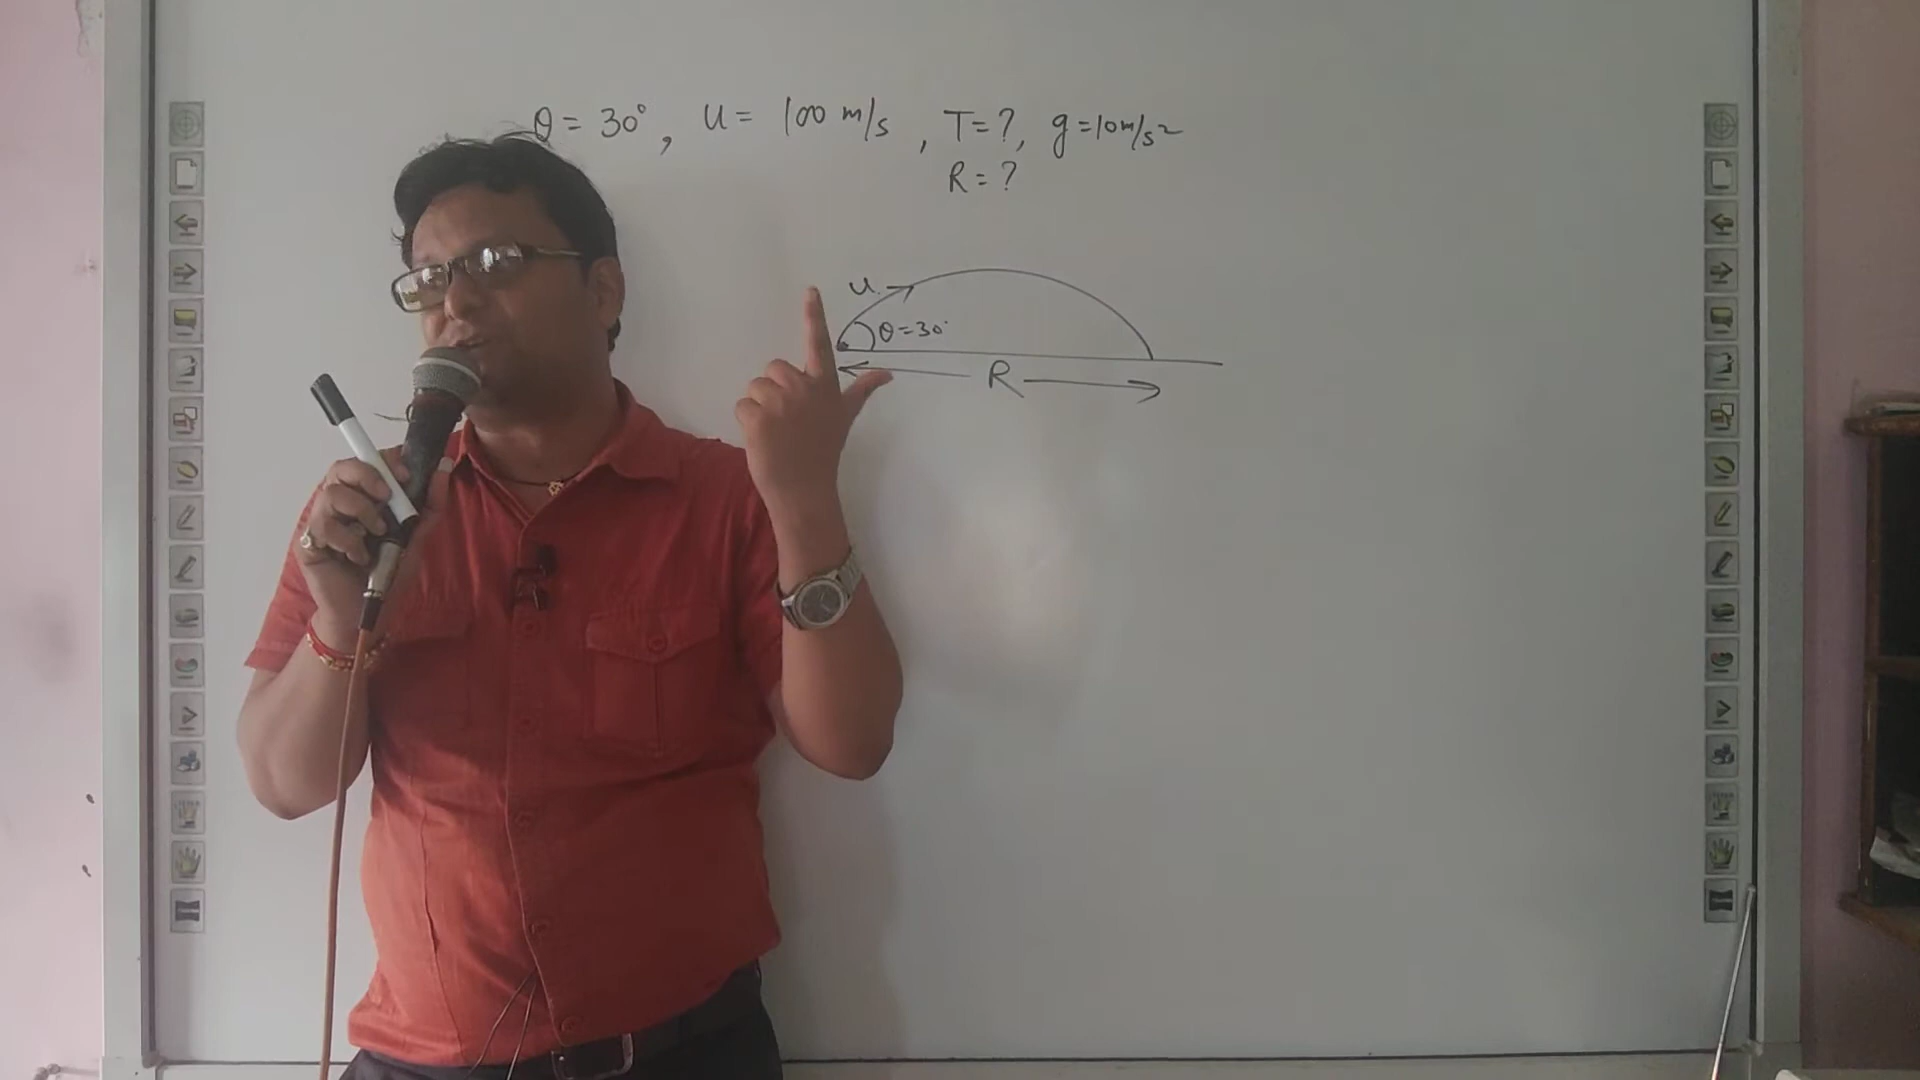 θ = 30°, u = 100 m/s, T = ?, g = 10 m/s²
R = ?
u
θ = 30°
R